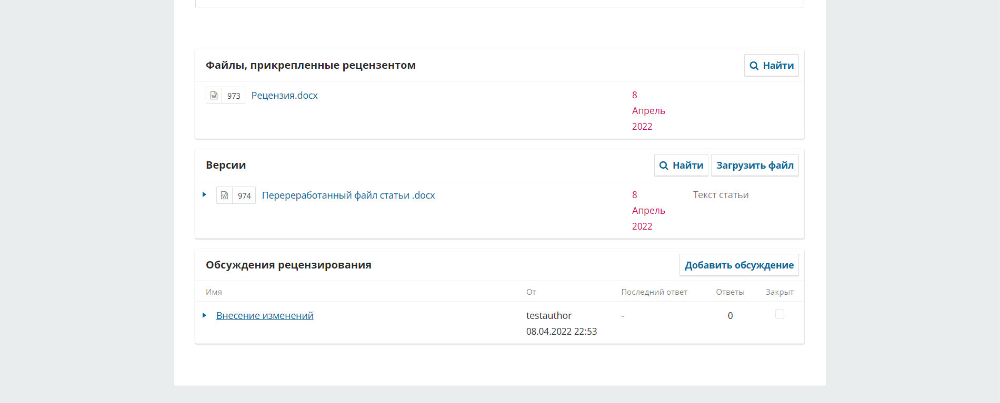 Файлы, прикрепленные рецензентом
Найти
973 Рецензия.docx
8
Апрель
2022
Версии
Найти
Загрузить файл
974 Перереработанный файл статьи .docx
8
Апрель
2022
Текст статьи
Обсуждения рецензирования
Добавить обсуждение
Имя От Последний ответ Ответы Закрыт
Внесение изменений testauthor - 0
08.04.2022 22:53